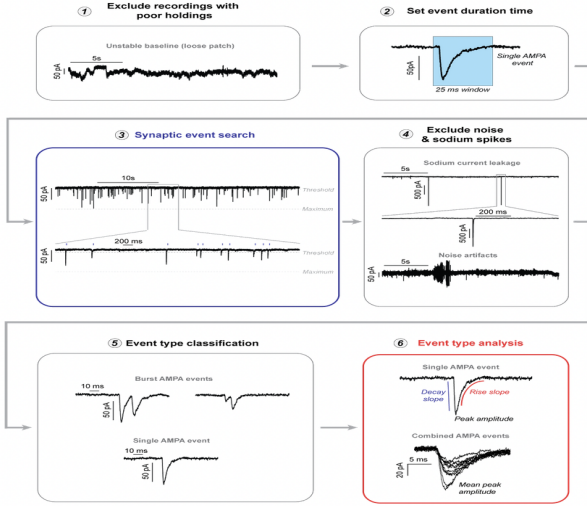 1 Exclude recordings with
poor holdings
Unstable baseline (loose patch)
5s
50 pA
2 Set event duration time
Single AMPA
event
50pA
25 ms window
3 Synaptic event search
10s
50 pA
Threshold
Maximum
200 ms
50 pA
Threshold
Maximum
4 Exclude noise
& sodium spikes
Sodium current leakage
5s
500 pA
200 ms
500 pA
Noise artifacts
5s
50 pA
5 Event type classification
Burst AMPA events
10 ms
50 pA
Single AMPA event
10 ms
50 pA
6 Event type analysis
Single AMPA event
Decay
slope
Rise slope
Peak amplitude
Combined AMPA events
5 ms
20 pA
Mean peak
amplitude